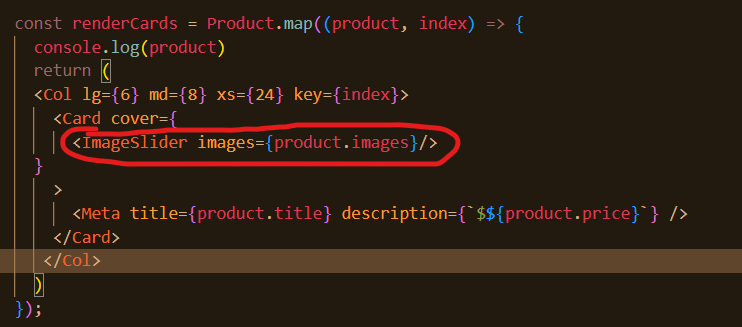 const renderCards = Product.map((product, index) => {
console.log(product)
return (
<Col lg={6} md={8} xs={24} key={index}>
<Card cover={
<ImageSlider images={product.images}/>
}
>
<Meta title={product.title} description={`$${product.price}`} />
</Card>
</Col>
)
});